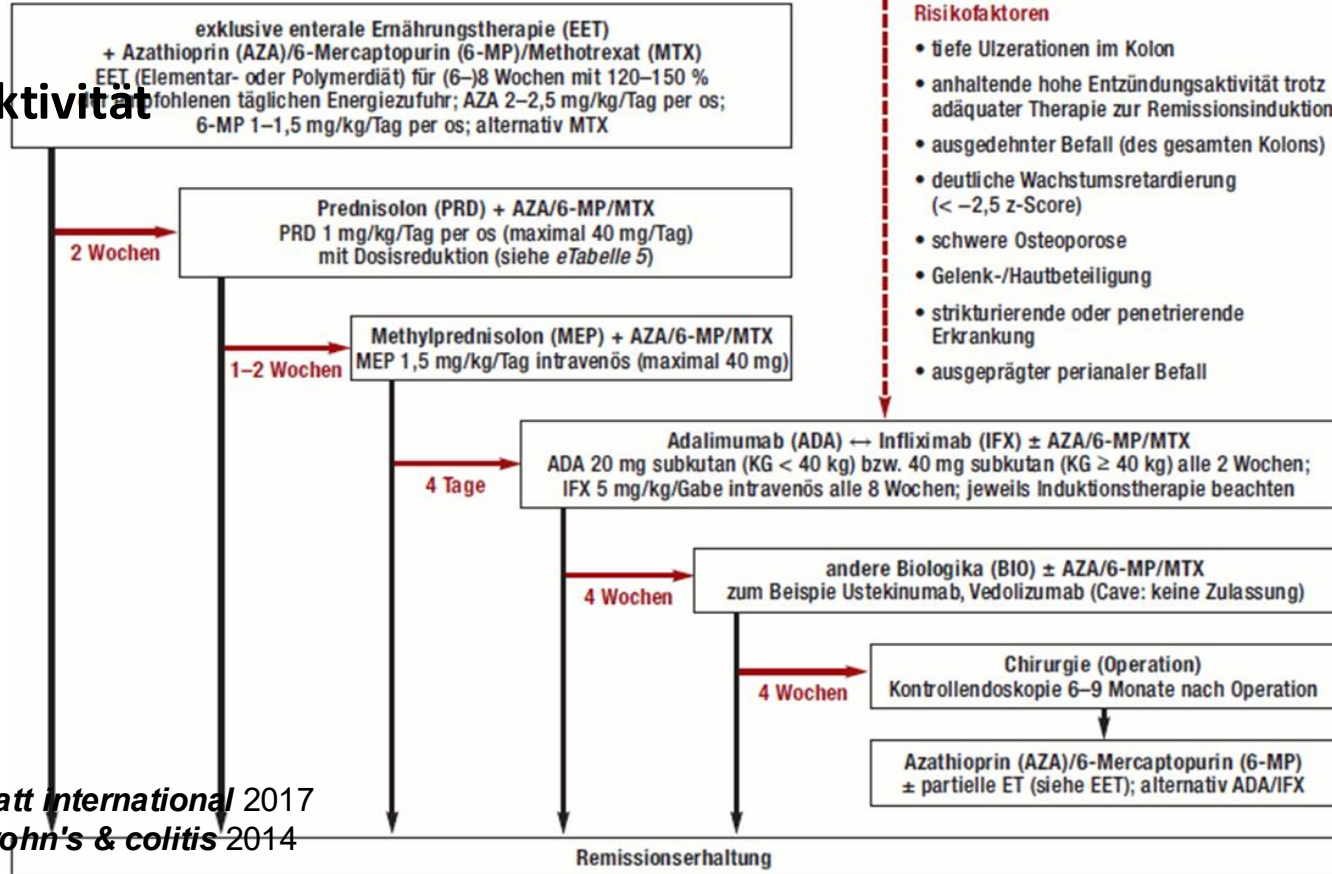 exklusive enterale Ernährungstherapie (EET)
+ Azathioprin (AZA)/6-Mercaptopurin (6-MP)/Methotrexat (MTX)
EET (Elementar- oder Polymerdiät) für (6–)8 Wochen mit 120–150 %
empfohlenen täglichen Energiezufuhr; AZA 2–2,5 mg/kg/Tag per os;
6-MP 1–1,5 mg/kg/Tag per os; alternativ MTX
ktivität
Risikofaktoren
• tiefe Ulzerationen im Kolon
• anhaltende hohe Entzündungsaktivität trotz
adäquater Therapie zur Remissionsinduktion
• ausgedehnter Befall (des gesamten Kolons)
• deutliche Wachstumsretardierung
(< –2,5 z-Score)
• schwere Osteoporose
• Gelenk-/Hautbeteiligung
• strikturierende oder penetrierende
Erkrankung
• ausgeprägter perianaler Befall
2 Wochen
Prednisolon (PRD) + AZA/6-MP/MTX
PRD 1 mg/kg/Tag per os (maximal 40 mg/Tag)
mit Dosisreduktion (siehe eTabelle 5)
1–2 Wochen
Methylprednisolon (MEP) + AZA/6-MP/MTX
MEP 1,5 mg/kg/Tag intravenös (maximal 40 mg)
4 Tage
Adalimumab (ADA) ↔ Infliximab (IFX) ± AZA/6-MP/MTX
ADA 20 mg subkutan (KG < 40 kg) bzw. 40 mg subkutan (KG ≥ 40 kg) alle 2 Wochen;
IFX 5 mg/kg/Gabe intravenös alle 8 Wochen; jeweils Induktionstherapie beachten
4 Wochen
andere Biologika (BIO) ± AZA/6-MP/MTX
zum Beispie Ustekinumab, Vedolizumab (Cave: keine Zulassung)
4 Wochen
Chirurgie (Operation)
Kontrollendoskopie 6–9 Monate nach Operation
Azathioprin (AZA)/6-Mercaptopurin (6-MP)
± partielle ET (siehe EET); alternativ ADA/IFX
att international 2017
ohn's & colitis 2014
Remissionserhaltung